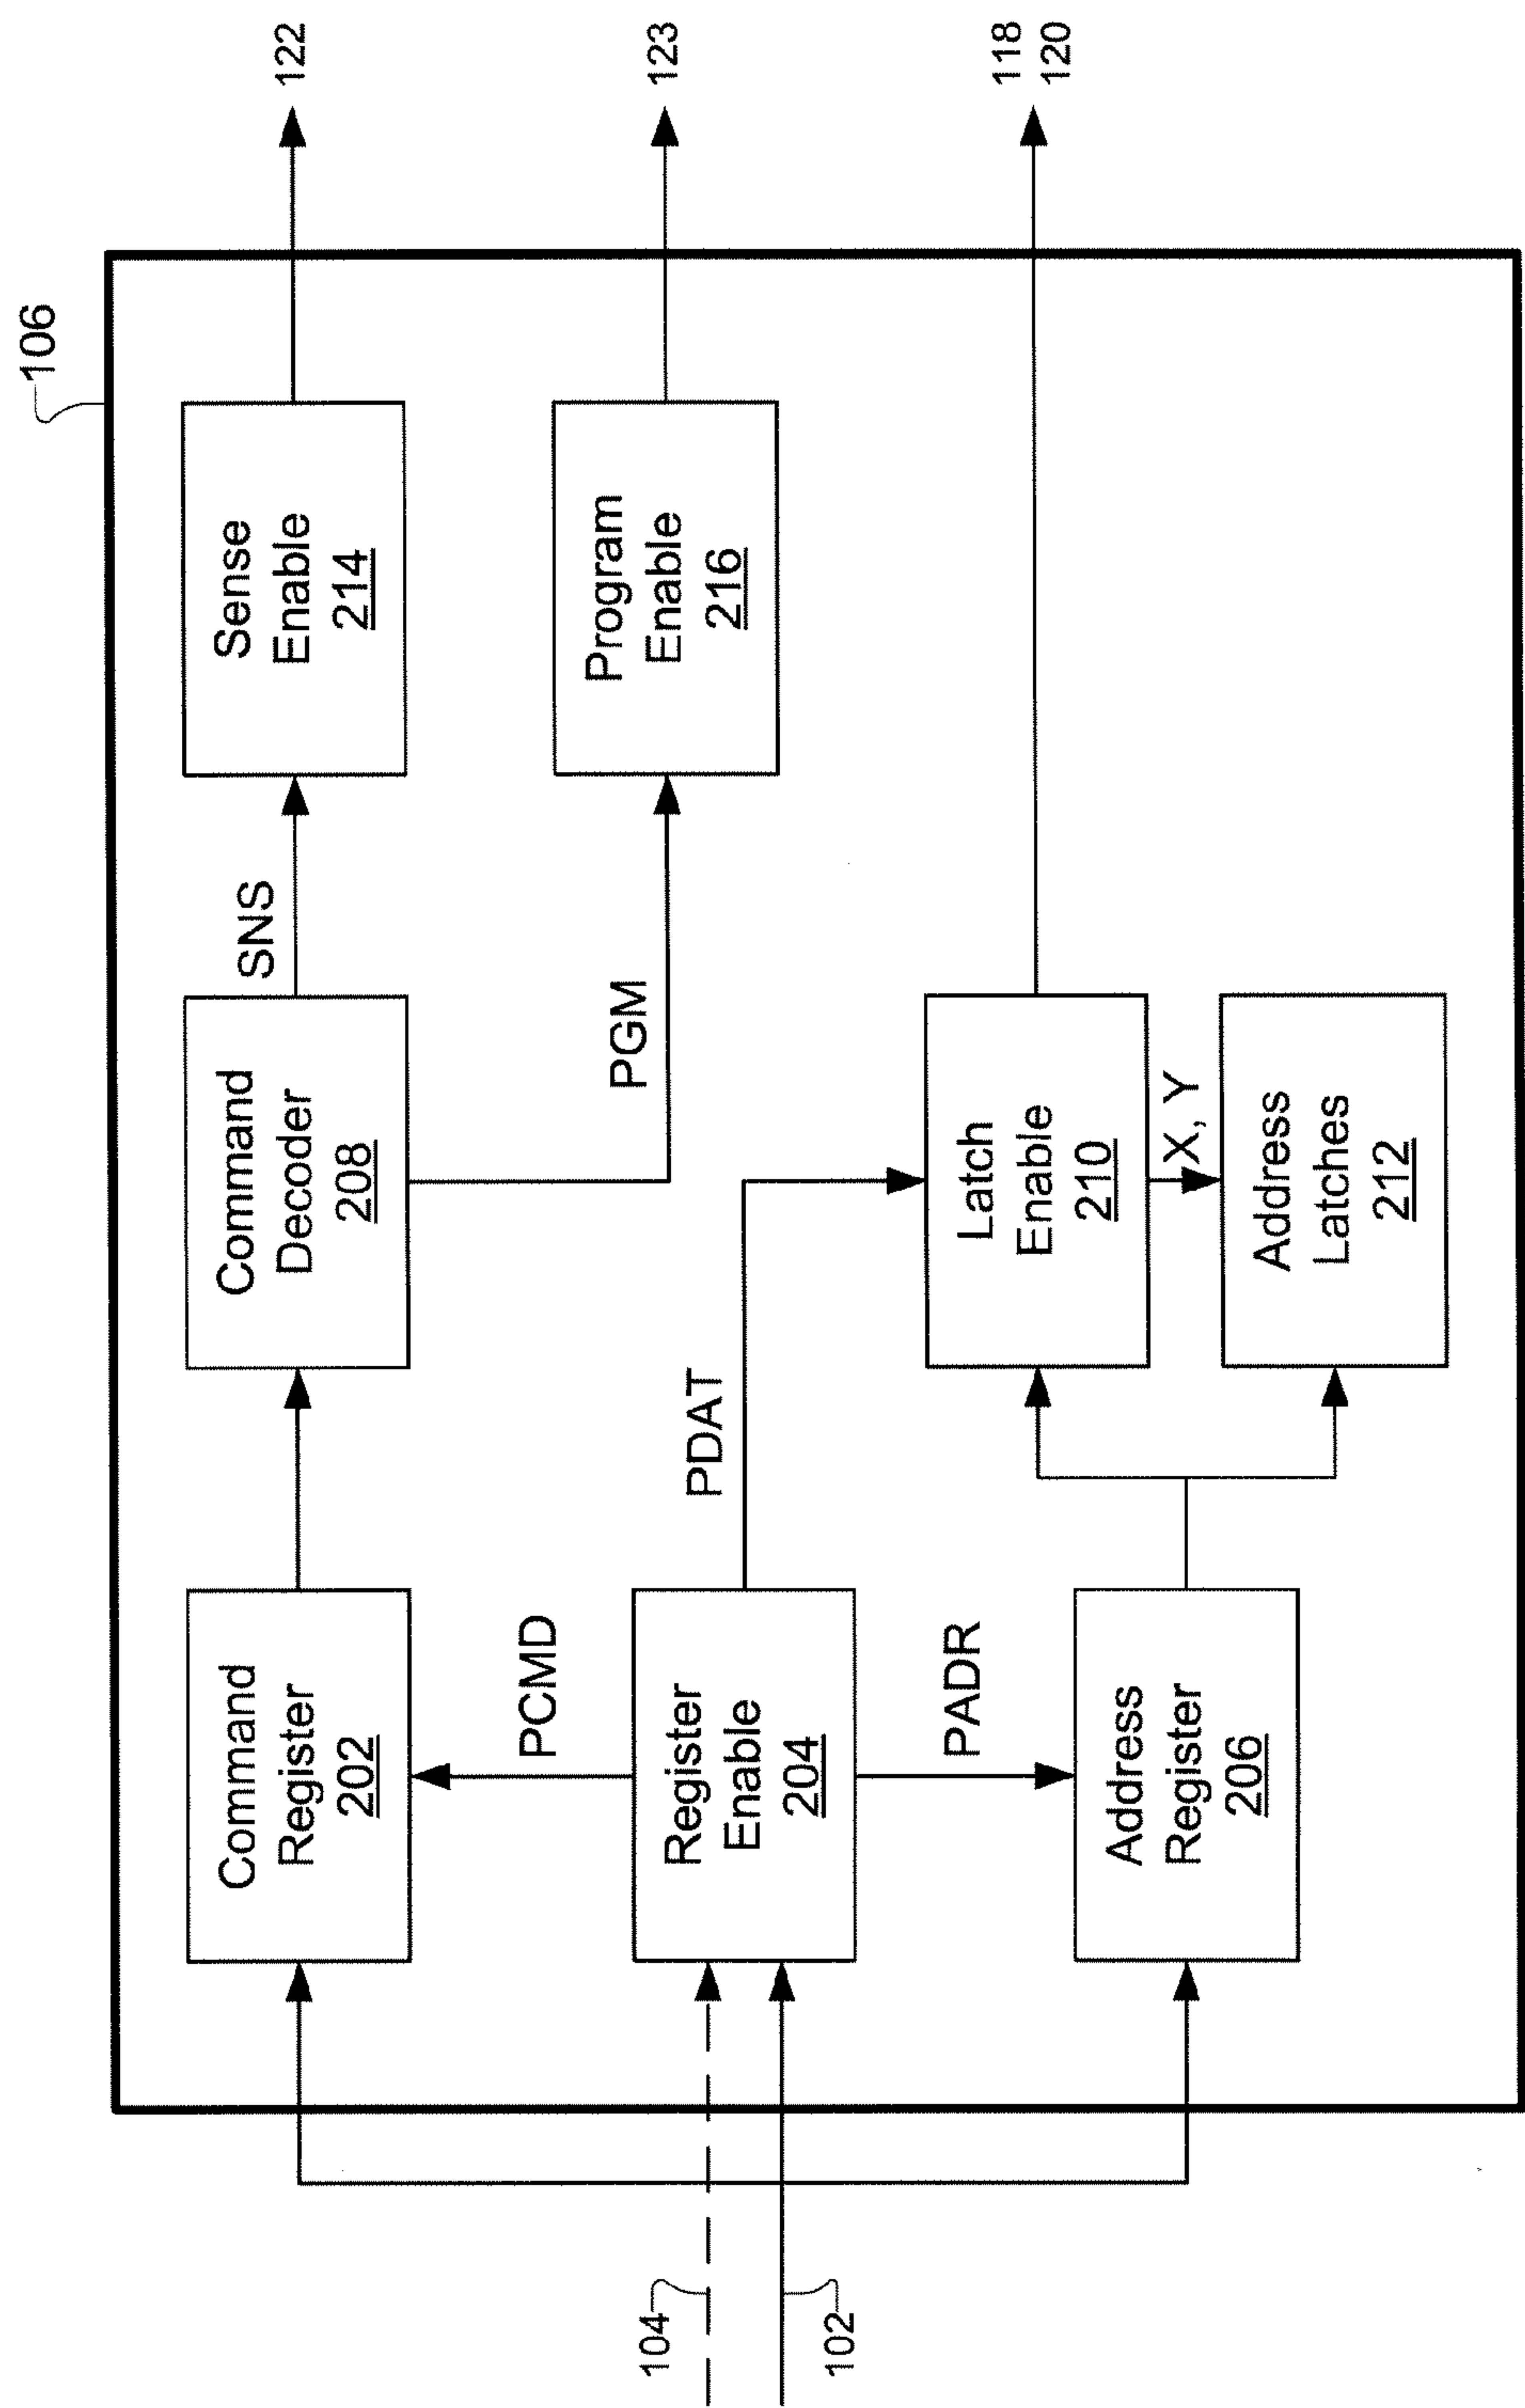 106
Command
Register
202
Command
Decoder
208
SNS
Sense
Enable
214
122
PCMD
PGM
104
102
Register
Enable
204
PDAT
Program
Enable
216
123
PADR
Address
Register
206
Latch
Enable
210
118
120
X, Y
Address
Latches
212